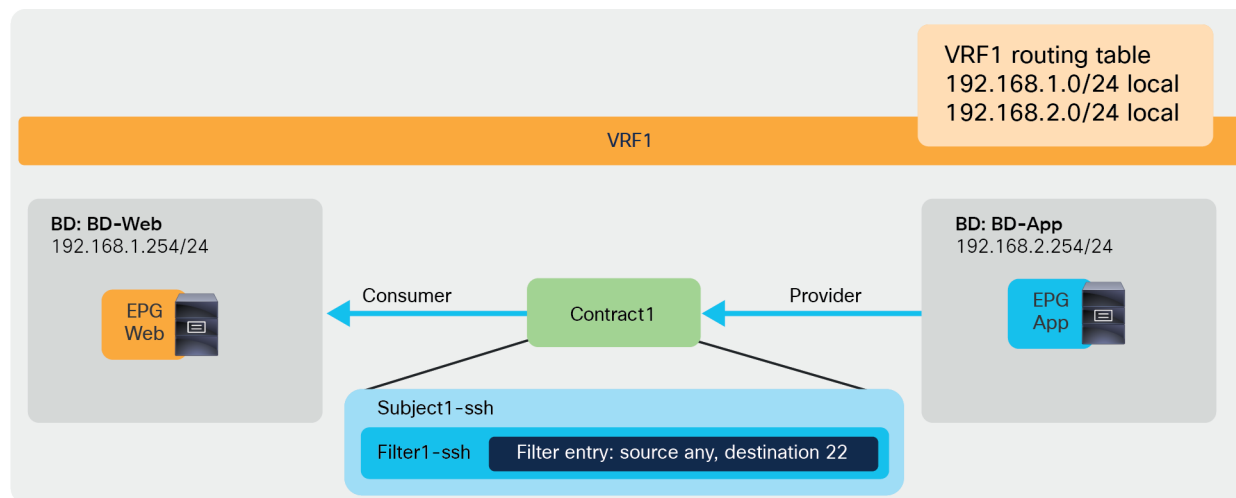 VRF1 routing table
192.168.1.0/24 local
192.168.2.0/24 local
VRF1
BD: BD-Web
192.168.1.254/24
EPG
Web
Consumer
Contract1
Provider
BD: BD-App
192.168.2.254/24
EPG
App
Subject1-ssh
Filter1-ssh
Filter entry: source any, destination 22